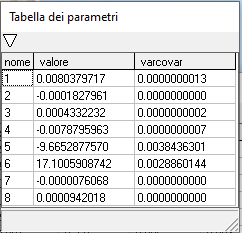 Tabella dei parametri
nome valore varcovar
1 0.0080379717 0.0000000013
2 -0.0001827961 0.0000000000
3 0.0004332232 0.0000000002
4 -0.0078795963 0.0000000007
5 -9.6652877570 0.0038436301
6 17.1005908742 0.0028860144
7 -0.0000076068 0.0000000000
8 0.0000942018 0.0000000000